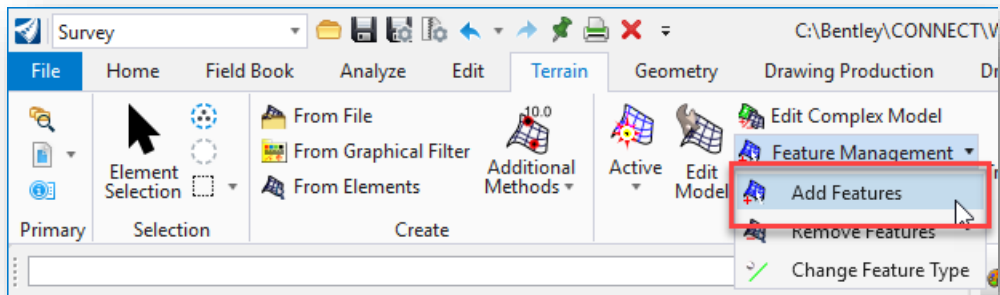 Survey
C:\Bentley\CONNECT\
File Home Field Book Analyze Edit Terrain Geometry Drawing Production
From File
10.0
Edit Complex Model
From Graphical Filter
Feature Management
Element Selection
From Elements
Additional Methods
Active
Edit Model
Add Features
Remove Features
Primary Selection Create
Change Feature Type